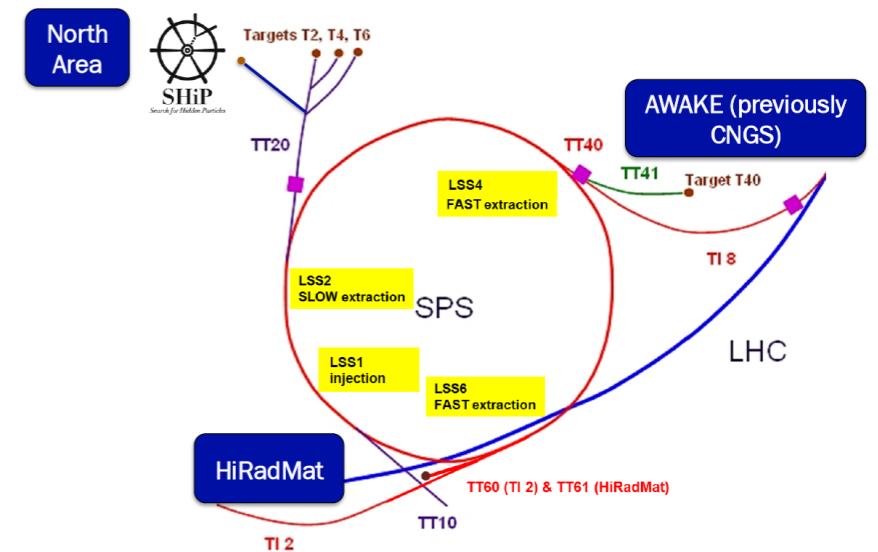 North
Area
SHiP
Search for Hidden Particles
Targets T2, T4, T6
AWAKE (previously
CNGS)
TT20
TT40
TT41
Target T40
LSS4
FAST extraction
TI 8
LSS2
SLOW extraction
SPS
LHC
LSS1
injection
LSS6
FAST extraction
HiRadMat
TT60 (TI 2) & TT61 (HiRadMat)
TT10
TI 2